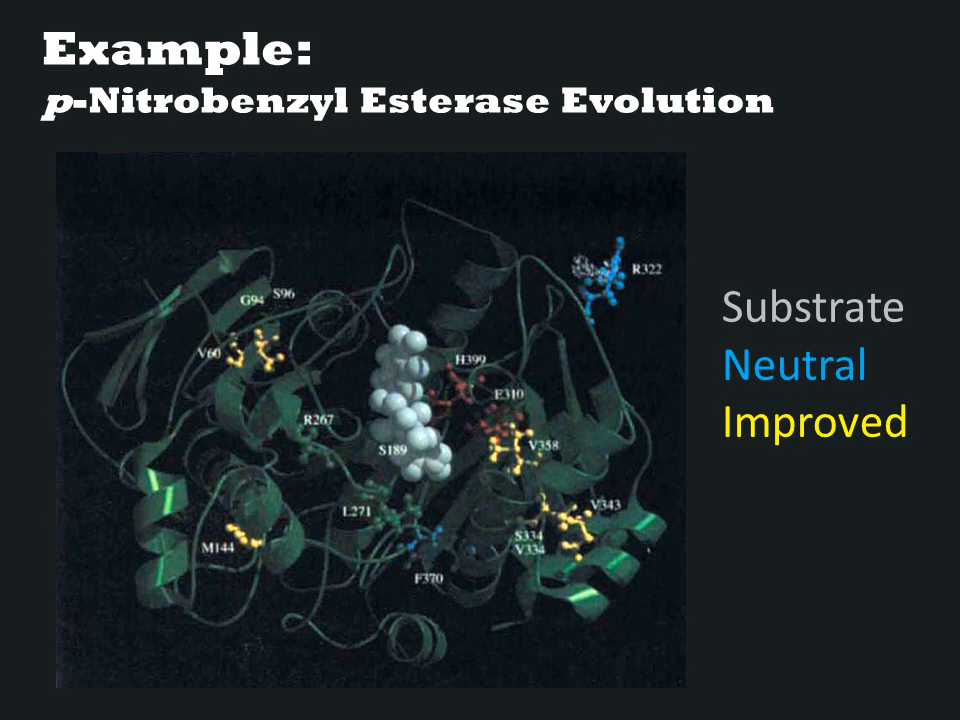 Example:
p-Nitrobenzyl Esterase Evolution
R322
G94 S96
V60
H399
E310
R267
S189
V358
L271
V343
S334
V334
M144
F370
Substrate
Neutral
Improved